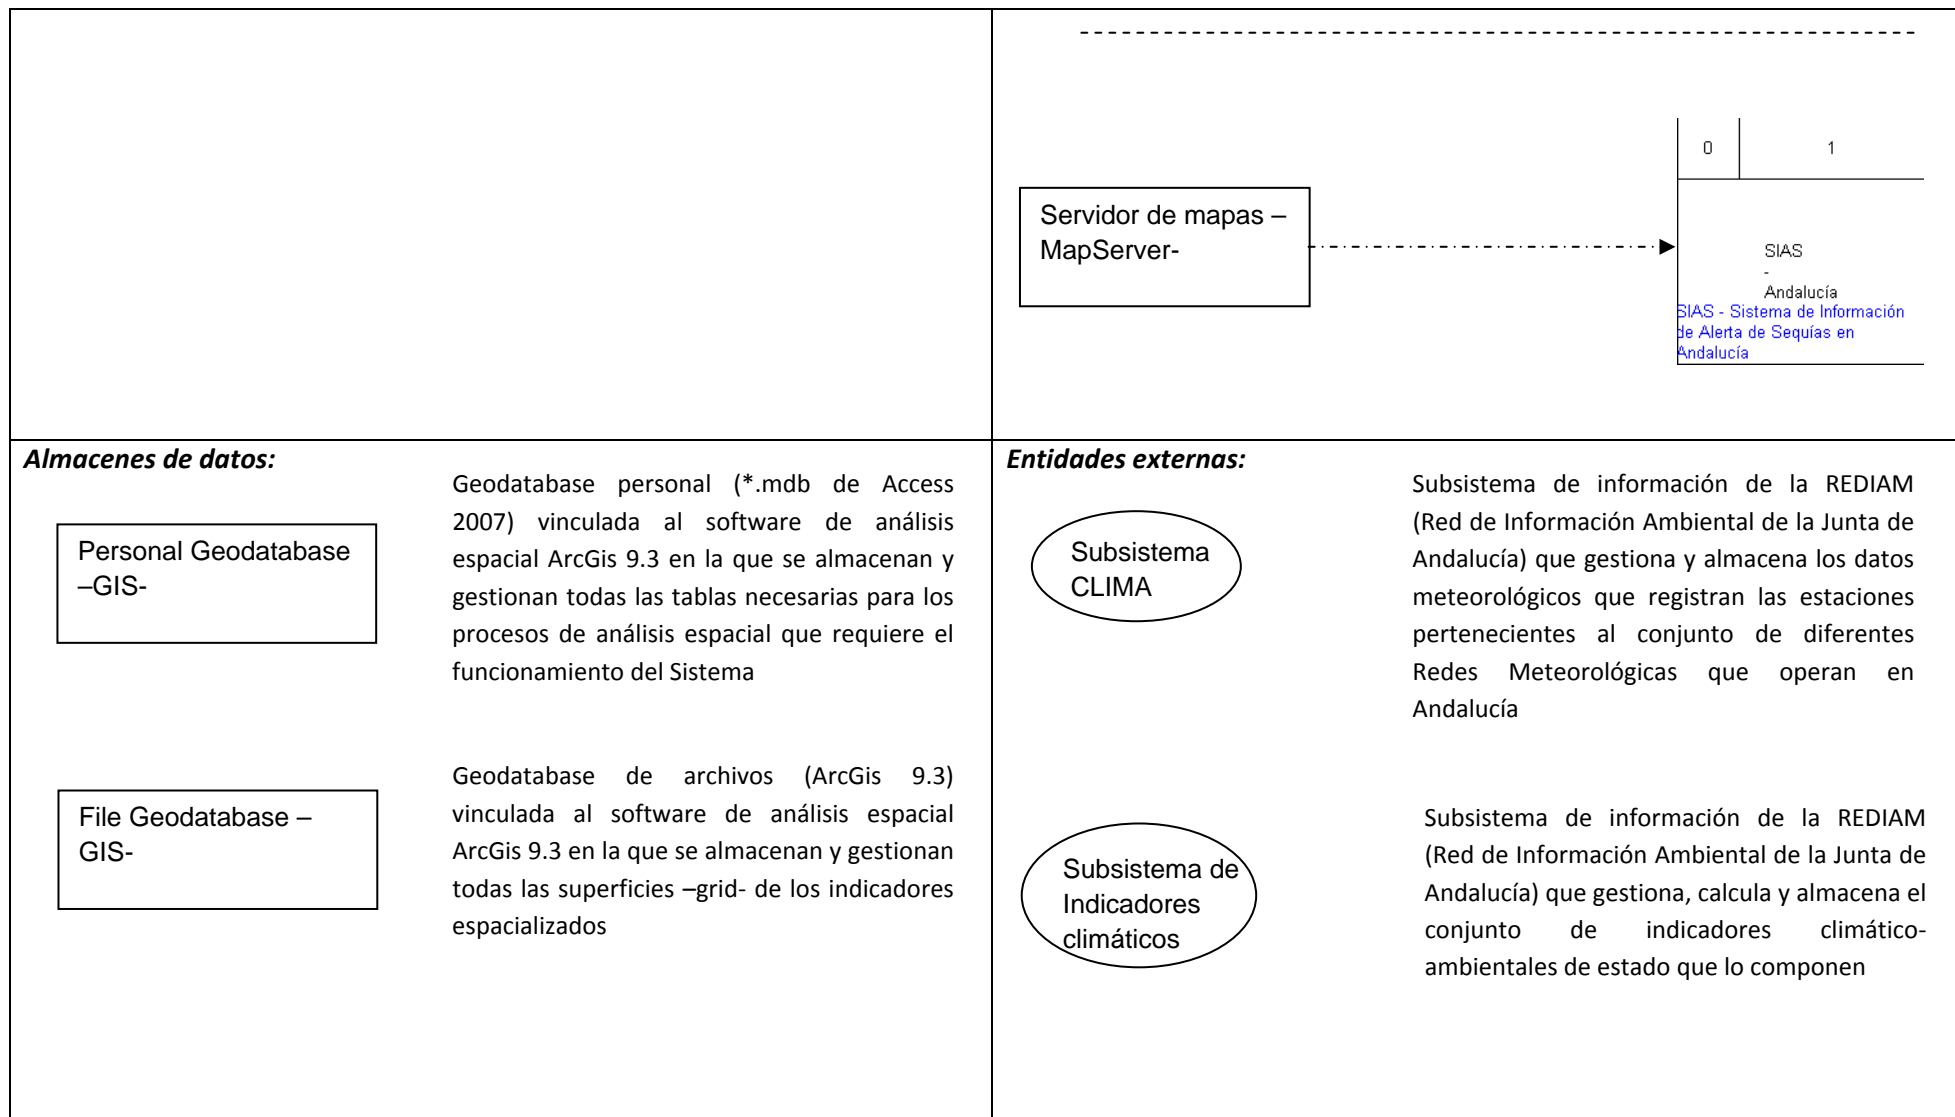 0
1
Servidor de mapas –
MapServer-
SIAS
-
Andalucía
SIAS - Sistema de Información
de Alerta de Sequías en
Andalucía
Almacenes de datos:
Personal Geodatabase
–GIS-
Geodatabase personal (*.mdb de Access
2007) vinculada al software de análisis
espacial ArcGis 9.3 en la que se almacenan y
gestionan todas las tablas necesarias para los
procesos de análisis espacial que requiere el
funcionamiento del Sistema
File Geodatabase –
GIS-
Geodatabase de archivos (ArcGis 9.3)
vinculada al software de análisis espacial
ArcGis 9.3 en la que se almacenan y gestionan
todas las superficies –grid- de los indicadores
espacializados
Entidades externas:
Subsistema
CLIMA
Subsistema de información de la REDIAM
(Red de Información Ambiental de la Junta de
Andalucía) que gestiona y almacena los datos
meteorológicos que registran las estaciones
pertenecientes al conjunto de diferentes
Redes Meteorológicas que operan en
Andalucía
Subsistema de
Indicadores
climáticos
Subsistema de información de la REDIAM
(Red de Información Ambiental de la Junta de
Andalucía) que gestiona, calcula y almacena el
conjunto de indicadores climático-
ambientales de estado que lo componen